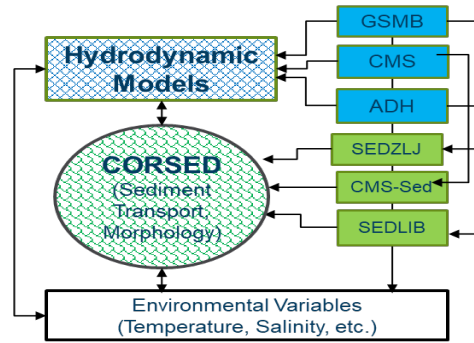 Hydrodynamic
Models
GSMB
CMS
ADH
CORSED
(Sediment
Transport,
Morphology)
SEDZLJ
CMS-Sed
SEDLIB
Environmental Variables
(Temperature, Salinity, etc.)